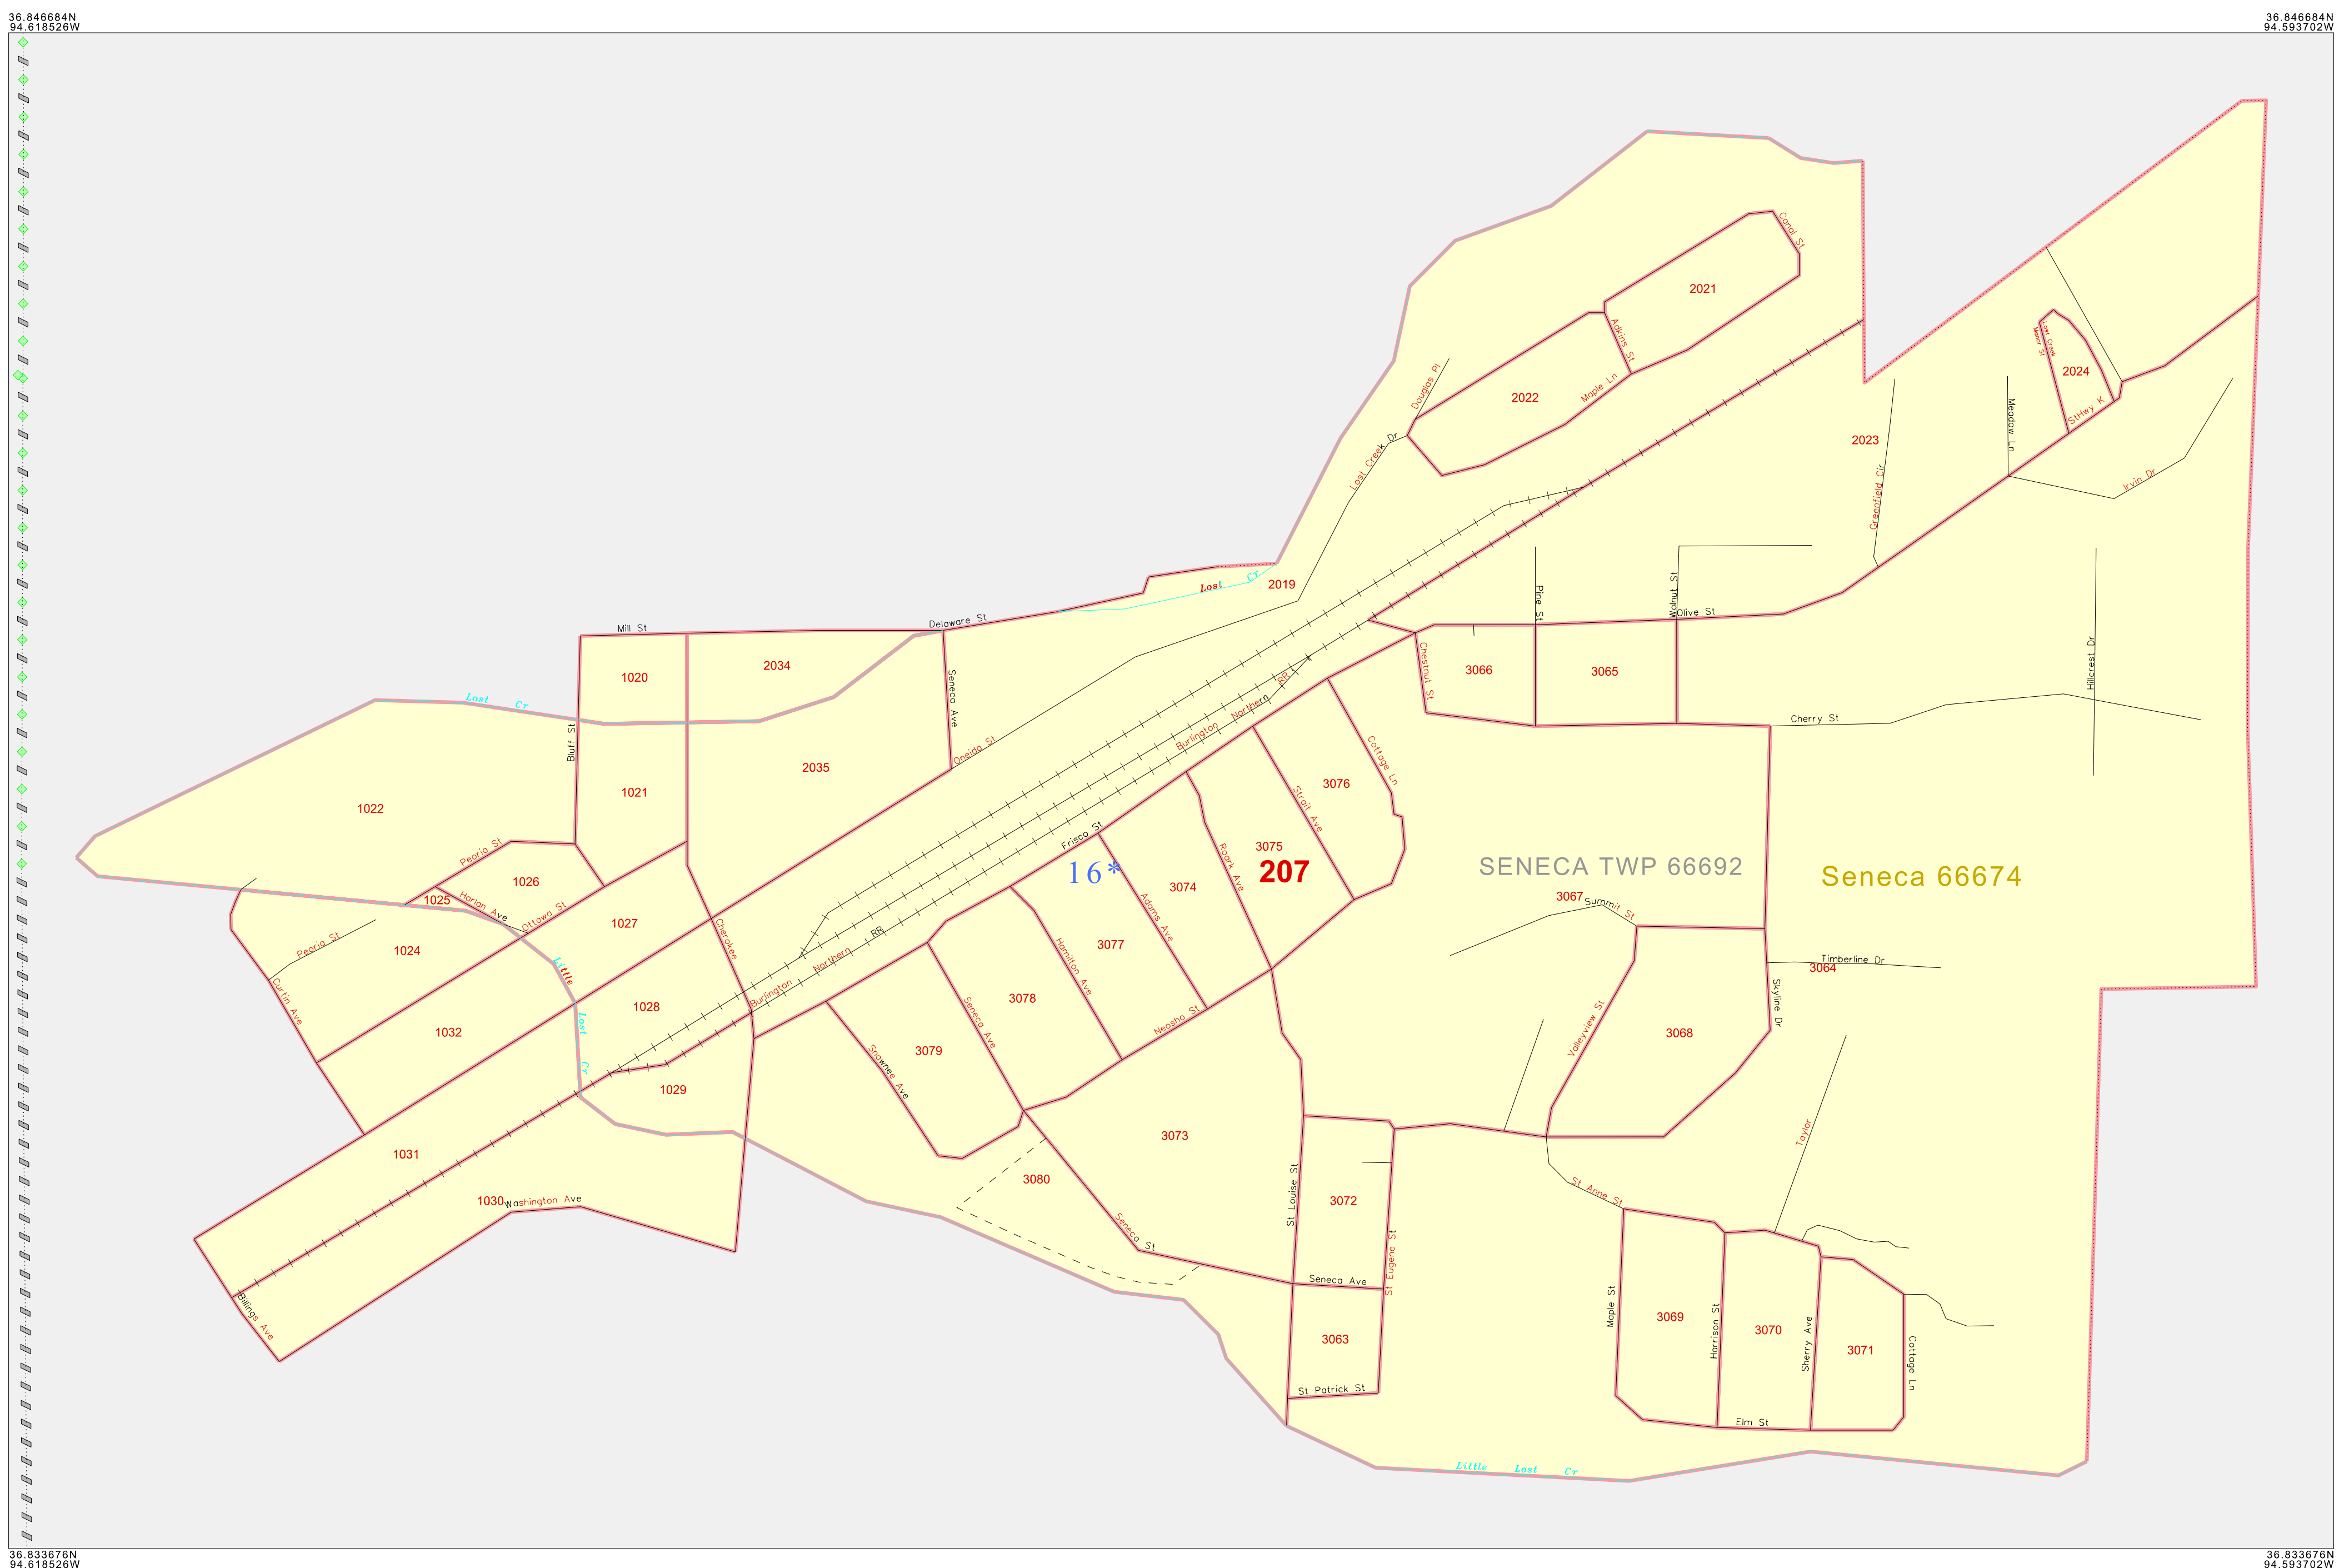 36.846684N
94.618526W
36.846684N
94.593702W
Canal St
2021
Adkins St
Lost Creek
Manor St
2024
Douglas Pl
2022
Maple Ln
StHwy K
Meadow Ln
Lost Creek Dr
2023
Greenfield Cir
Irvin Dr
Lost Cr
2019
Pine St
Walnut St
Olive St
Mill St
Delaware St
2034
1020
Seneca Ave
Chestnut St
3066
3065
Hillcrest Dr
RR
Lost Cr
Burlington Northern
Cherry St
Bluff St
Oneida St
2035
Cottage Ln
3076
1021
1022
Strait Ave
Frisco St
Peoria St
3075
Roark Ave
16*
207
SENECA TWP 66692
Seneca 66674
1026
3074
1025
Harlan Ave
Ottawa St
3067
Summit St
Adams Ave
1027
Cherokee
RR
3077
Peoria St
1024
Hamilton Ave
Northern
Timberline Dr
3064
Little
Burlington
3078
Curtin Ave
1028
Skyline Dr
Seneca Ave
Neosho St
Lost
1032
Valleyview St
3068
Snawnee Ave
3079
Cr
1029
3073
Taylor
1031
3080
St Anne St
1030
Washington Ave
St Louise St
3072
Seneca St
St Eugene St
Seneca Ave
Billings Ave
Maple St
3069
Harrison St
3070
Sherry Ave
3071
Cottage Ln
3063
St Patrick St
Elm St
Little Lost Cr
36.833676N
94.618526W
36.833676N
94.593702W